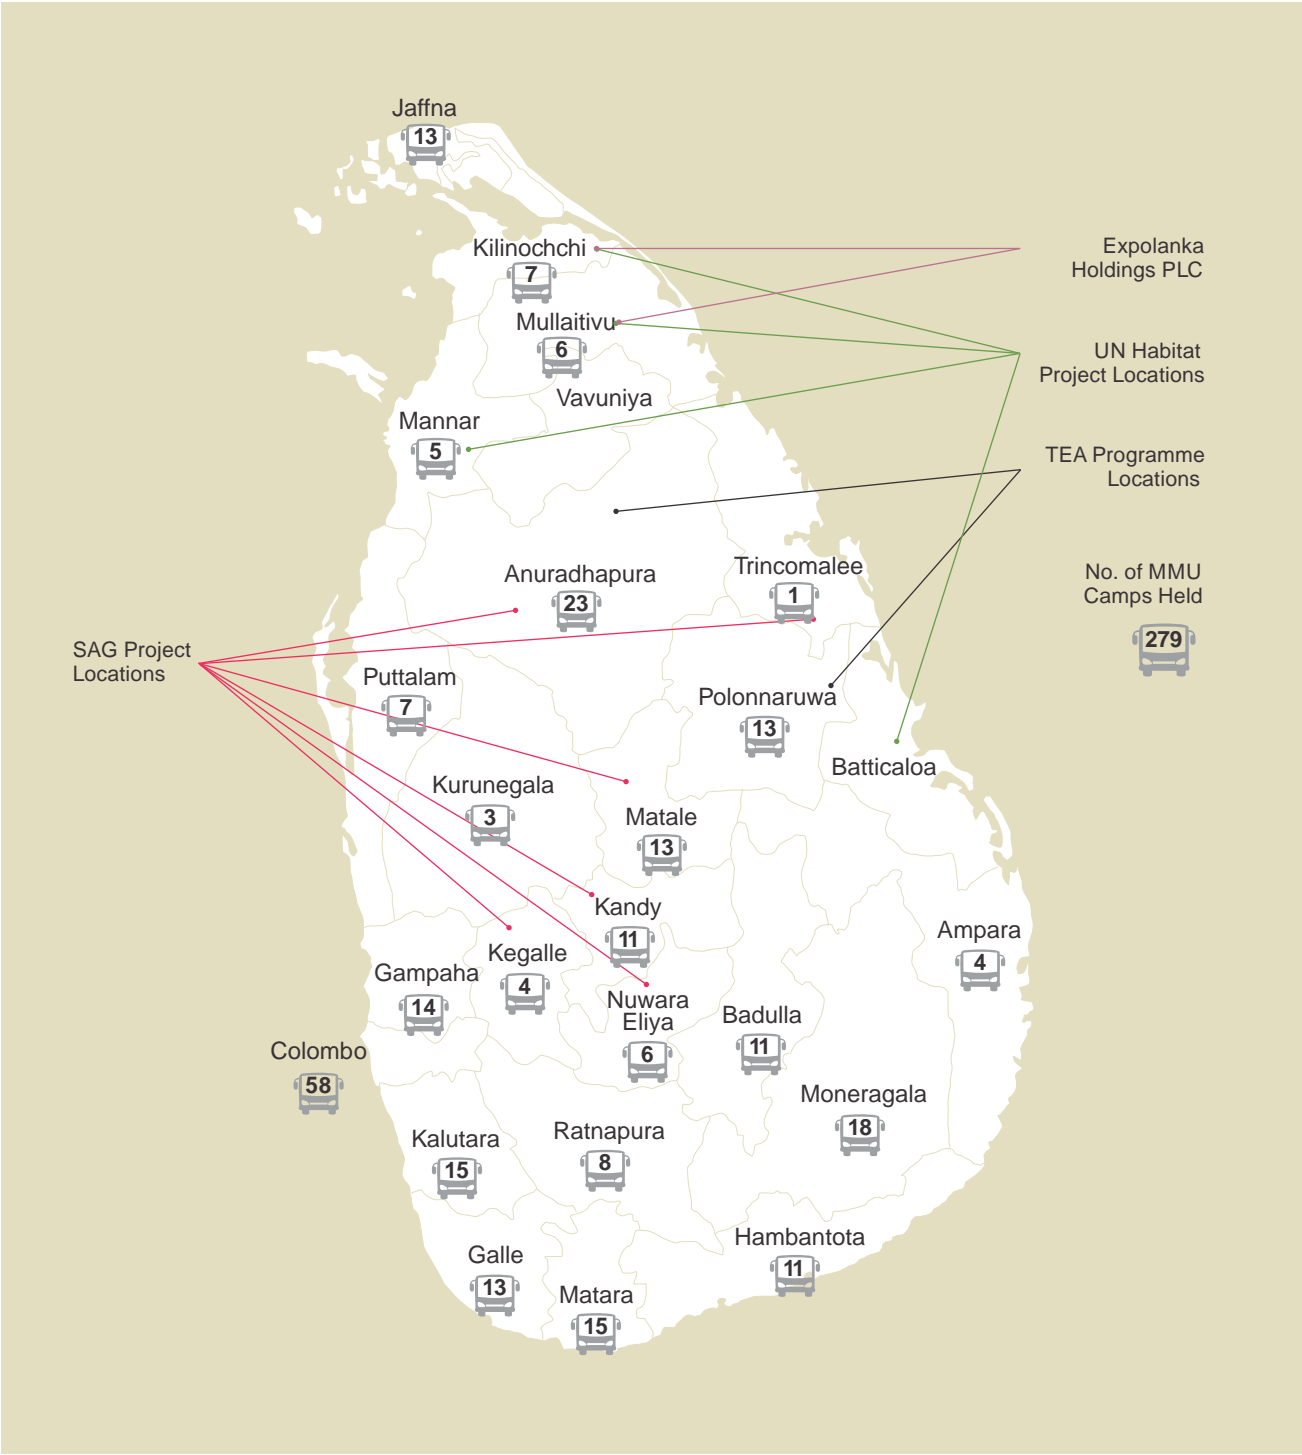 Jaffna
13
Kilinochchi
7
Expolanka
Holdings PLC
Mullaitivu
6
UN Habitat
Project Locations
Vavuniya
Mannar
5
TEA Programme
Locations
Anuradhapura
23
Trincomalee
1
No. of MMU
Camps Held
279
SAG Project
Locations
Puttalam
7
Polonnaruwa
13
Batticaloa
Kurunegala
3
Matale
13
Kandy
11
Ampara
4
Kegalle
4
Gampaha
14
Nuwara
Eliya
6
Badulla
11
Colombo
58
Moneragala
18
Kalutara
15
Ratnapura
8
Hambantota
11
Galle
13
Matara
15